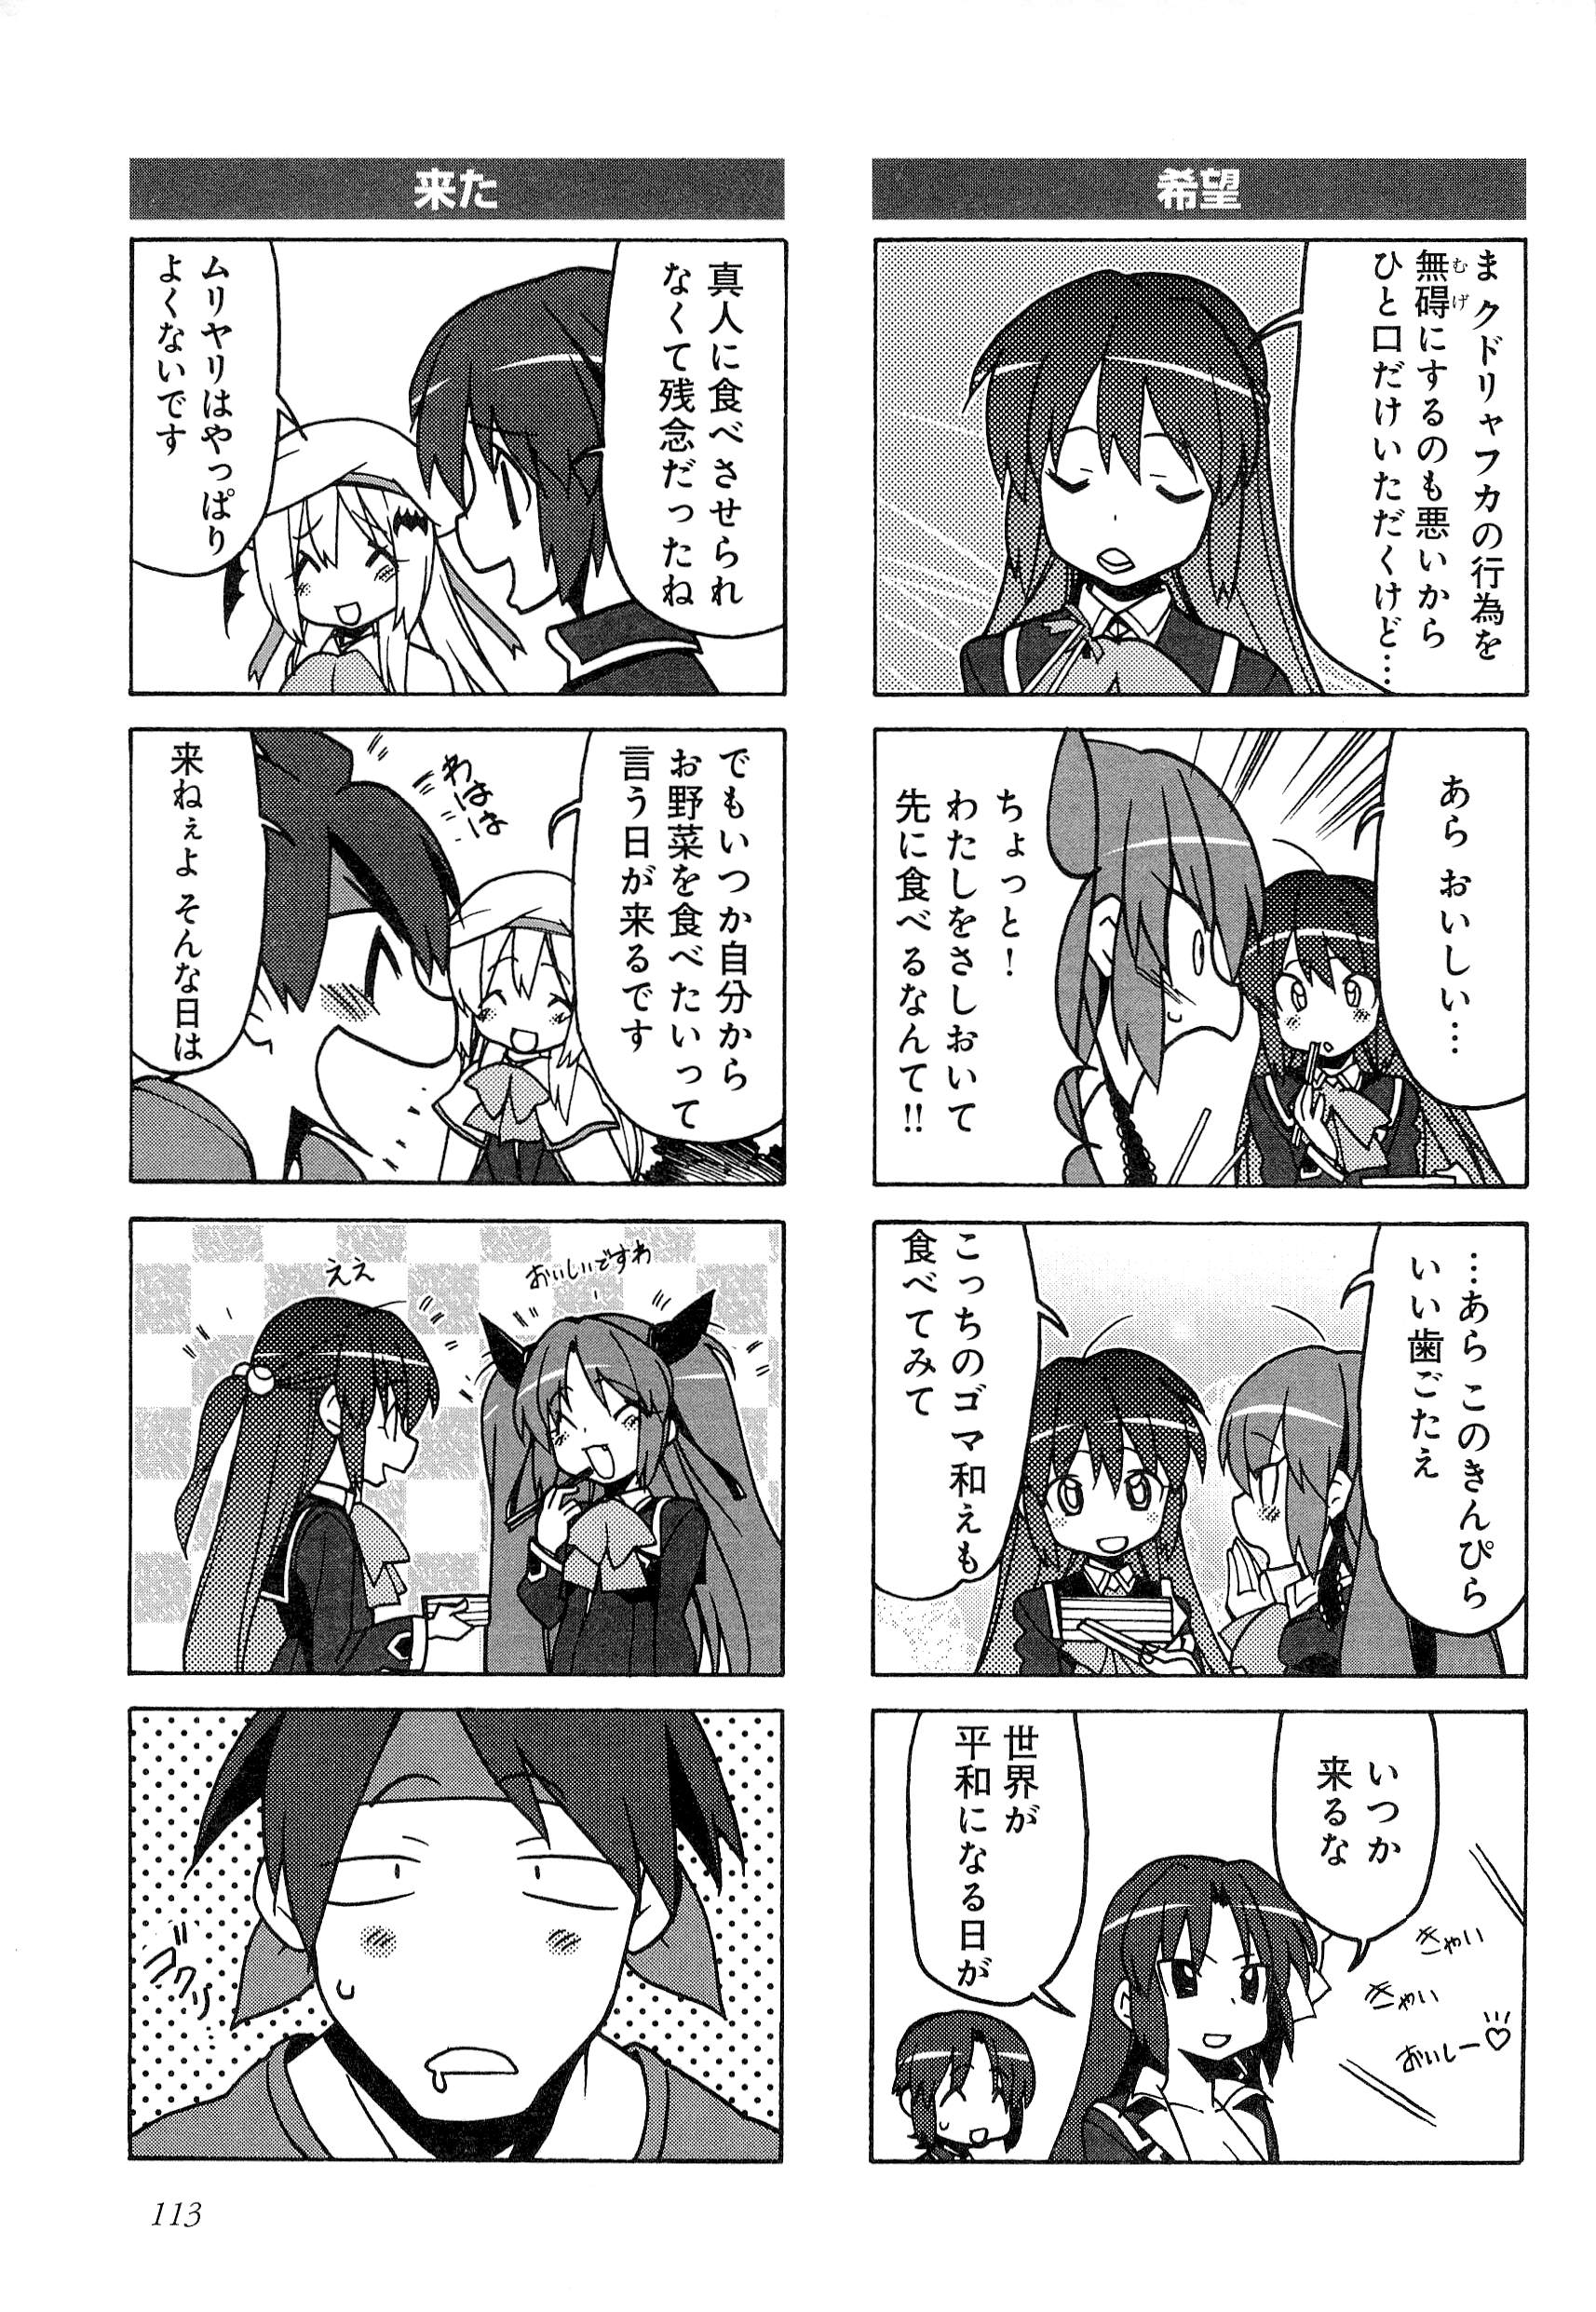 希望
ま クドリャフカの行為を
無碍にするのも悪いから
むげ
ひと口だけいただくけど…
あら おいしい…
ちょっと！
わたしをさしおいて
先に食べるなんて!!
…あら このきんぴら
いい歯ごたえ
こっちのゴマ和えも
食べてみて
いつか
来るな
世界が
平和になる日が
きゃい
きゃい
おいしー♡
来た
真人に食べさせられ
なくて残念だったね
ムリヤリはやっぱり
よくないです
でもいつか自分から
お野菜を食べたいって
言う日が来るです
わはは
来ねぇよ そんな日は
おいしいですわ
ええ
ゴクリ…
113